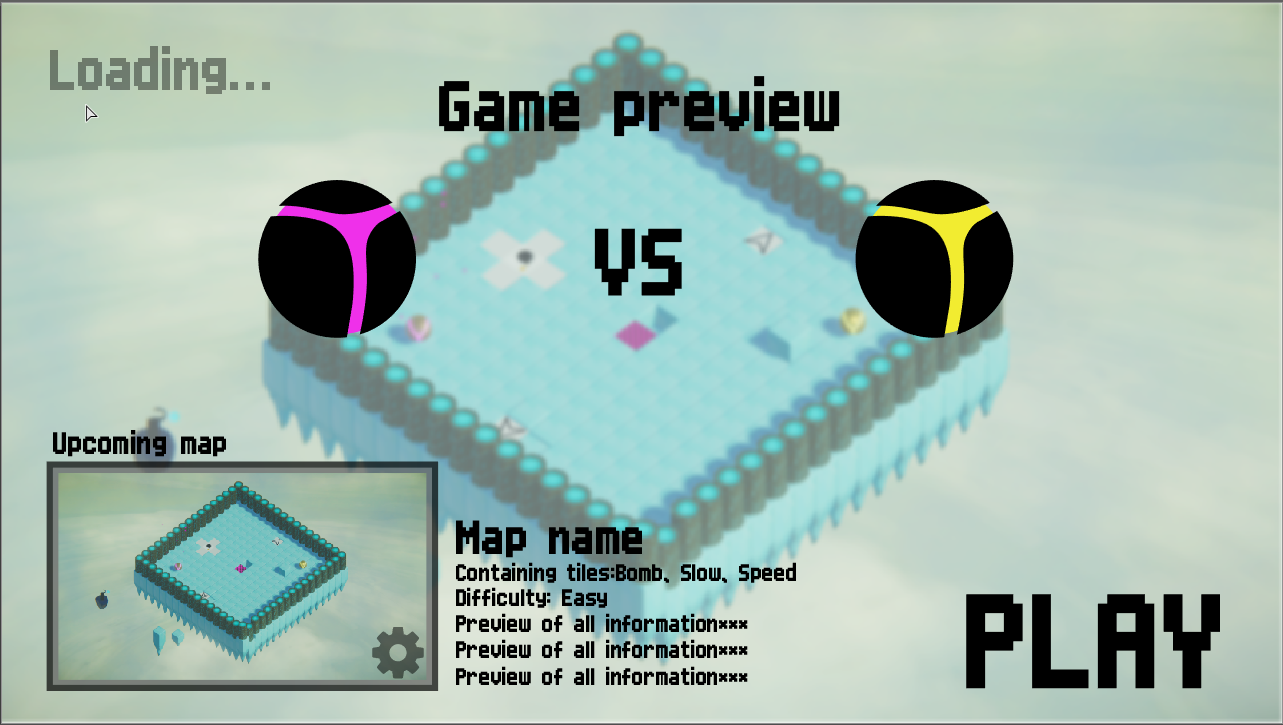 Loading...
Game preview
VS
Upcoming map
Map name
Containing tiles:Bomb, Slow, Speed
Difficulty: Easy
Preview of all information***
Preview of all information***
Preview of all information***
PLAY